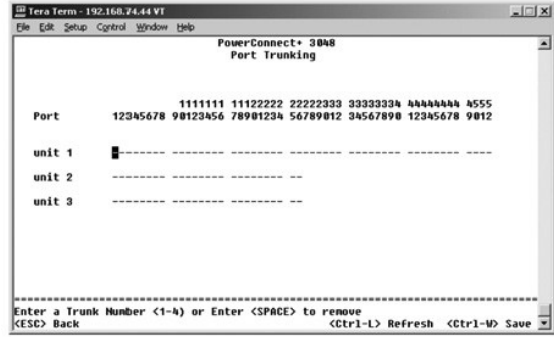 Tera Term - 192.168.74.44 VT
File Edit Setup Control Window Help
PowerConnect+ 3048
Port Trunking
1111111 11122222 22222333 33333334 44444444 4555
Port 12345678 90123456 78901234 56789012 34567890 12345678 9012
unit 1 -------- -------- -------- -------- -------- -------- ----
unit 2 -------- -------- -------- --
unit 3 -------- -------- -------- --
Enter a Trunk Number <1-4) or Enter <SPACE> to remove
<ESC> Back <Ctrl-L> Refresh <Ctrl-W> Save